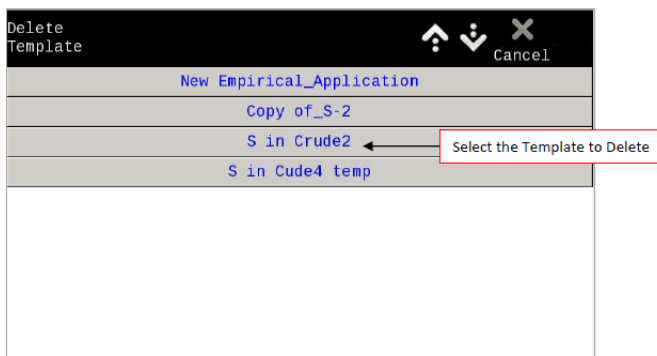 Delete
Template
Cancel
New Empirical_Application
Copy of_S-2
S in Crude2
Select the Template to Delete
S in Cude4 temp